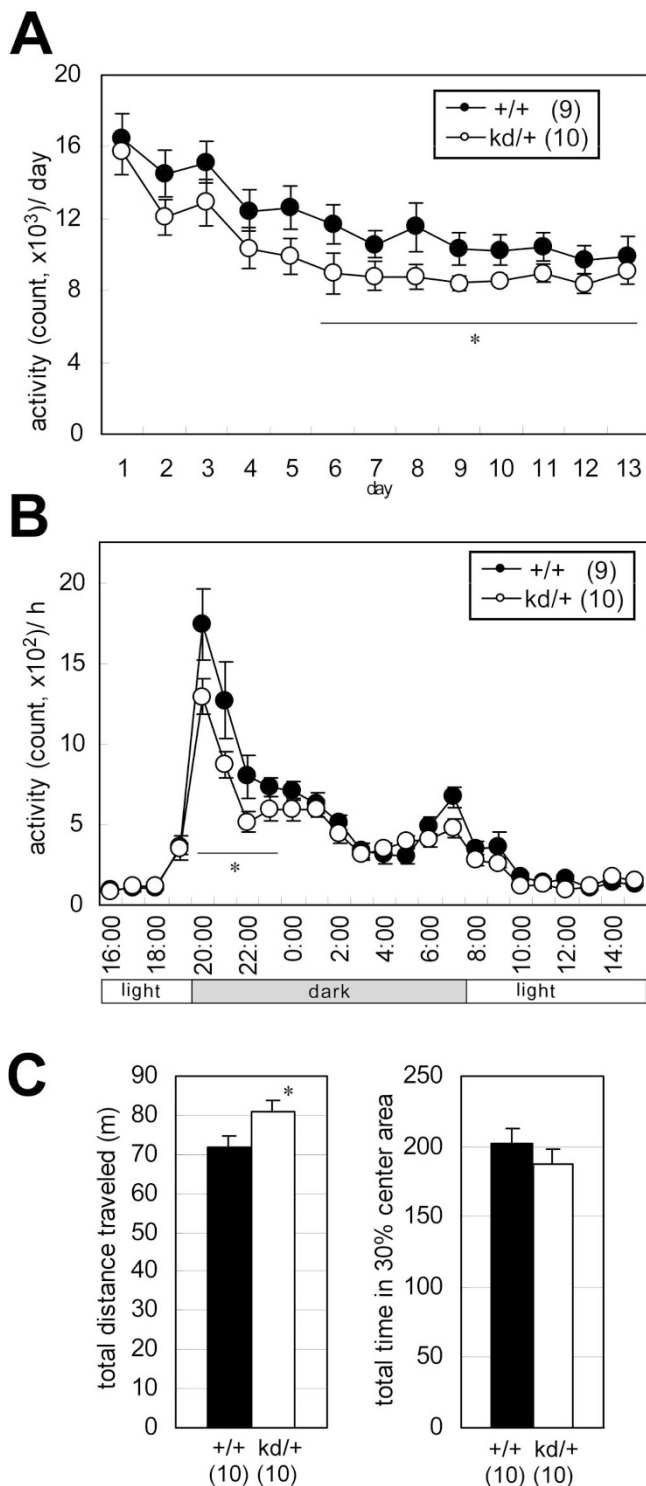 A
activity (count, x10³)/ day
20
16
12
8
4
0
+/+ (9)
kd/+ (10)
*
1 2 3 4 5 6 7 8 9 10 11 12 13
day
B
activity (count, x10²)/ h
20
15
10
5
0
+/+ (9)
kd/+ (10)
*
16:00 18:00 20:00 22:00 0:00 2:00 4:00 6:00 8:00 10:00 12:00 14:00
light dark light
C
total distance traveled (m)
90
80
70
60
50
40
30
20
10
0
*
+/+ kd/+
(10) (10)
total time in 30% center area
250
200
150
100
50
0
+/+ kd/+
(10) (10)